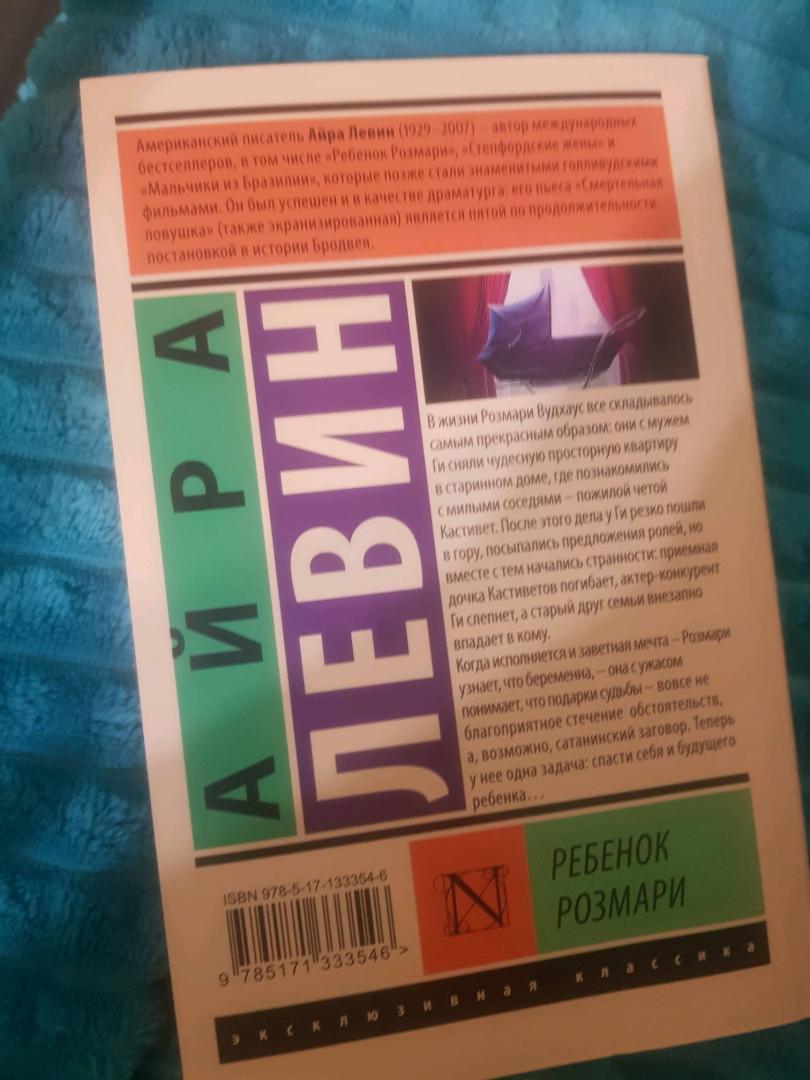 Американский писатель Айра Левин (1929–2007) – автор международных
бестселлеров, в том числе «Ребенок Розмари», «Степфордские жены» и
«Мальчики из Бразилии», которые позже стали знаменитыми голливудскими
фильмами. Он был успешен и в качестве драматурга: его пьеса «Смертельная
ловушка» (также экранизированная) является пятой по продолжительности
постановкой в истории Бродвея.
АЙРА
ЛЕВИН
В жизни Розмари Вудхаус все складывалось
самым прекрасным образом: они с мужем
Ги сняли чудесную просторную квартиру
в старинном доме, где познакомились
с милыми соседями – пожилой четой
Кастивет. После этого дела у Ги резко пошли
в гору, посыпались предложения ролей, но
вместе с тем начались странности: приемная
дочка Кастиветов погибает, актер-конкурент
Ги слепнет, а старый друг семьи внезапно
впадает в кому.
Когда исполняется и заветная мечта – Розмари
узнает, что беременна, – она с ужасом
понимает, что подарки судьбы – вовсе не
благоприятное стечение обстоятельств,
а, возможно, сатанинский заговор. Теперь
у нее одна задача: спасти себя и будущего
ребенка...
ISBN 978-5-17-133354-6
9 785171 333546 >
N
РЕБЕНОК
РОЗМАРИ
эксклюзивная классика